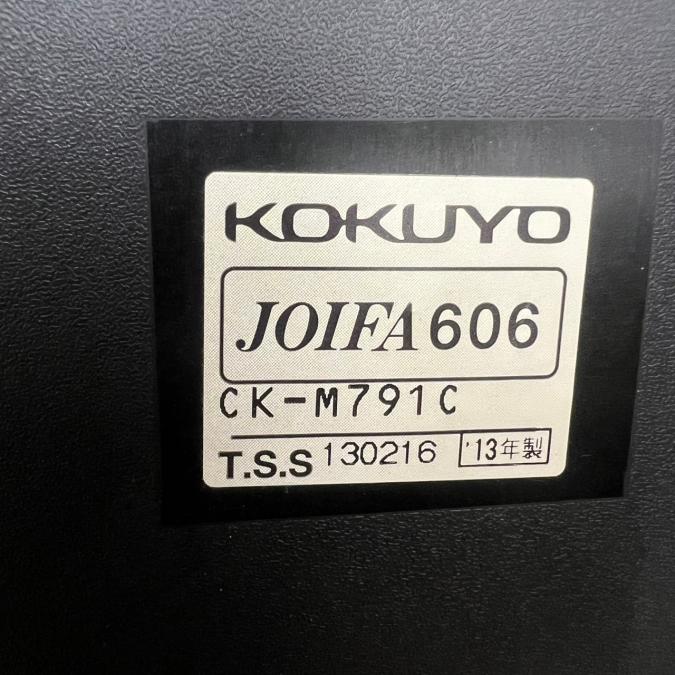 KOKUYO
JOIFA 606
CK-M791C
T.S.S 130216 '13年製